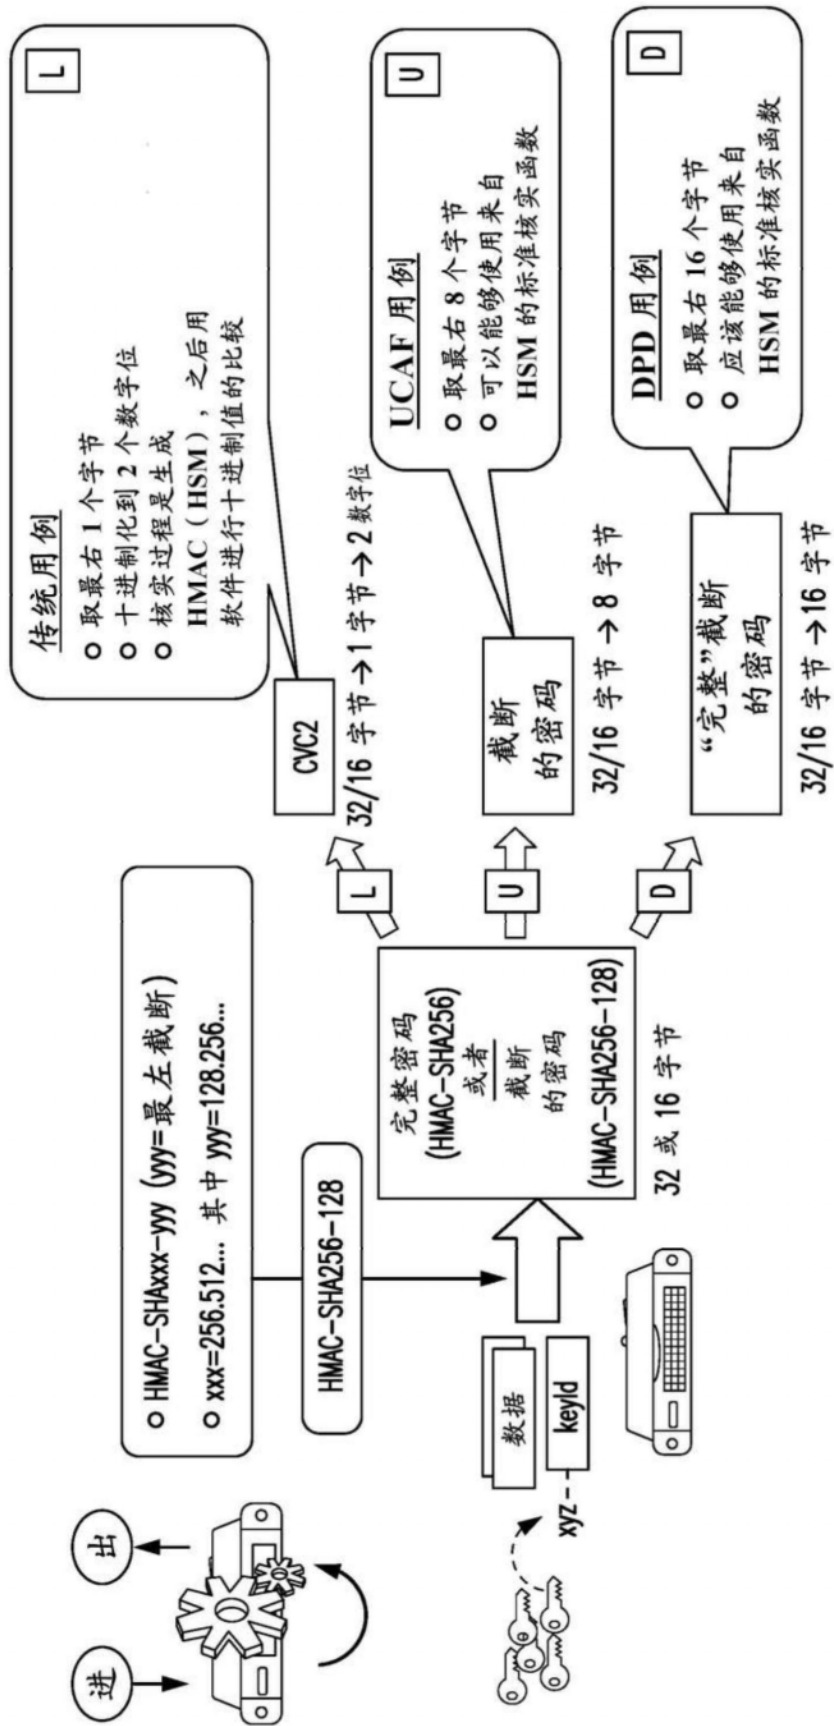 进
出
HMAC-SHAxxx-yyy (yyy=最左截断)
xxx=256.512... 其中 yyy=128.256...
HMAC-SHA256-128
xyz
数据
keyId
完整密码
(HMAC-SHA256)
或者
截断
的密码
(HMAC-SHA256-128)
32 或 16 字节
L
U
D
CVC2
32/16 字节→1 字节→2 数字位
截断
的密码
32/16 字节→8 字节
“完整”截断
的密码
32/16 字节→16 字节
传统用例
取最右 1 个字节
十进制化到 2 个数字位
核实过程是生成
HMAC（HSM），之后用
软件进行十进制值的比较
L
UCAF 用例
取最右 8 个字节
可以能够使用来自
HSM 的标准核实函数
U
DPD 用例
取最右 16 个字节
应该能够使用来自
HSM 的标准核实函数
D